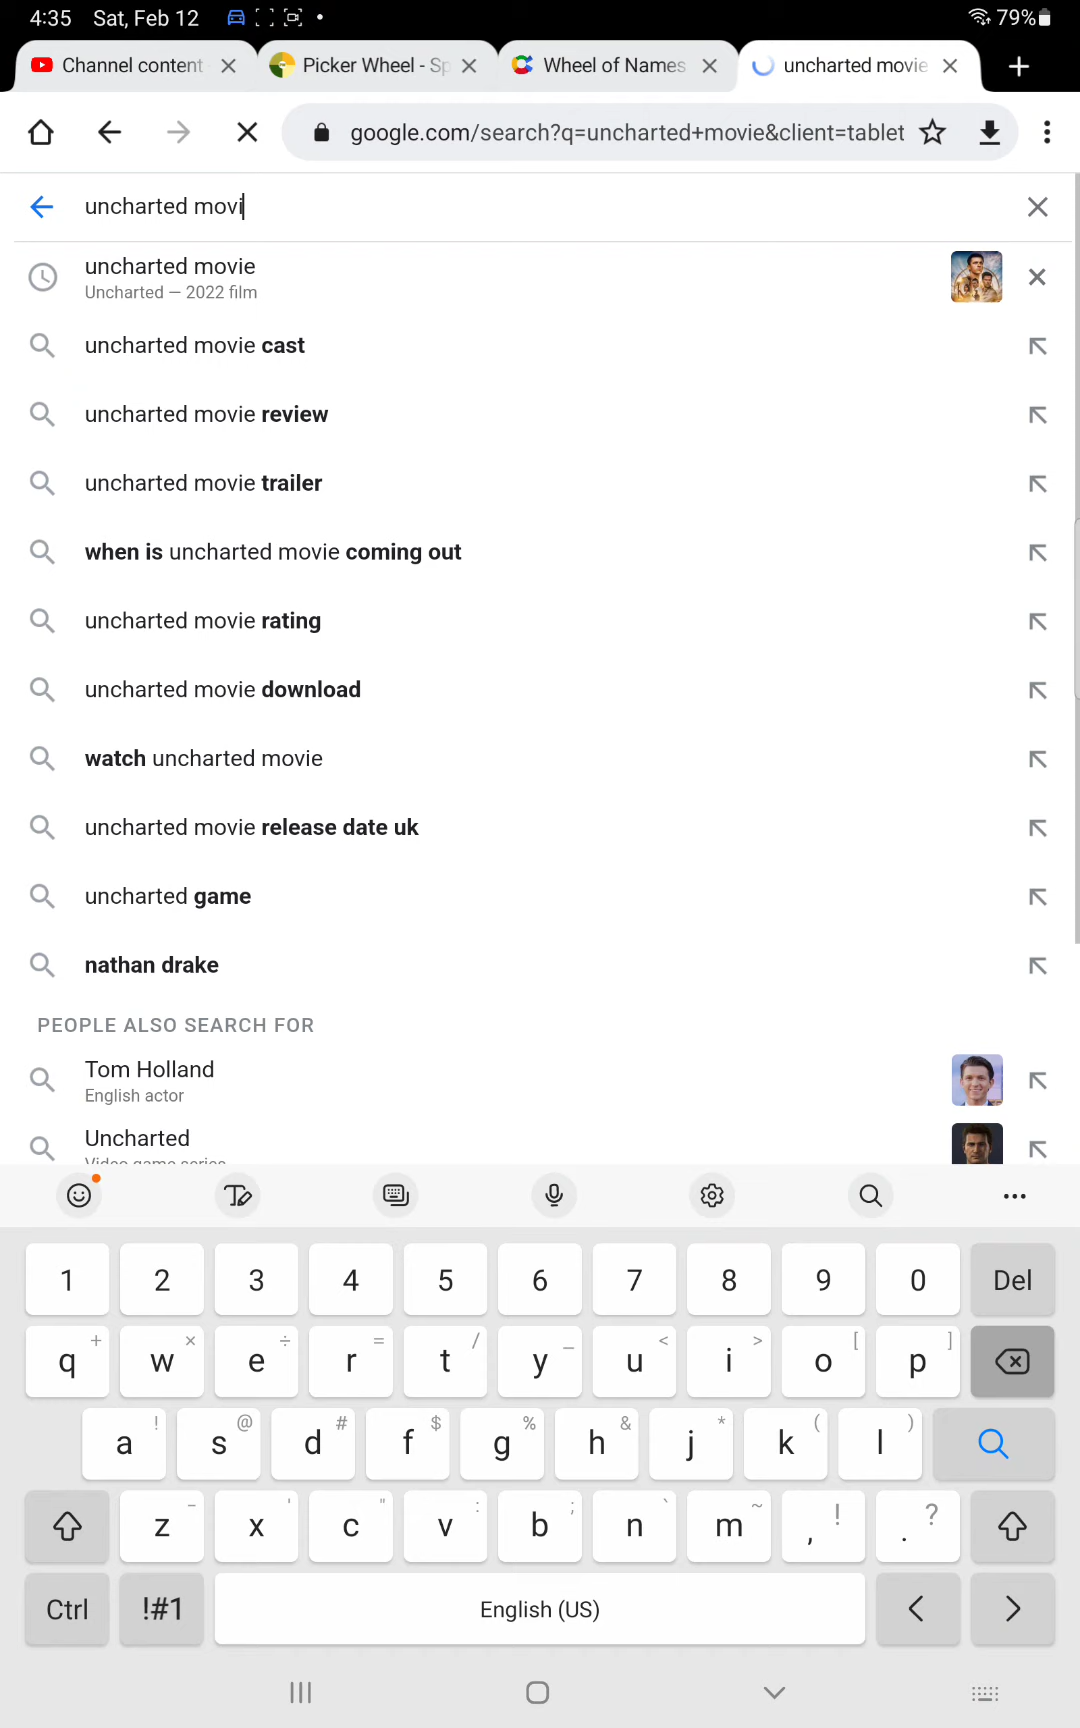 4:35 Sat, Feb 12 79%
Channel content Picker Wheel - Sp Wheel of Names uncharted movie
google.com/search?q=uncharted+movie&client=tablet
uncharted movi
uncharted movie
Uncharted — 2022 film
uncharted movie cast
uncharted movie review
uncharted movie trailer
when is uncharted movie coming out
uncharted movie rating
uncharted movie download
watch uncharted movie
uncharted movie release date uk
uncharted game
nathan drake
PEOPLE ALSO SEARCH FOR
Tom Holland
English actor
Uncharted
Video game series
1 2 3 4 5 6 7 8 9 0 Del
+ × ÷ = / _ < > [ ]
q w e r t y u i o p
! @ # $ % & * ( )
a s d f g h j k l
- ' " : ; ` ~ ! ?
z x c v b n m , .
Ctrl !#1 English (US) < >